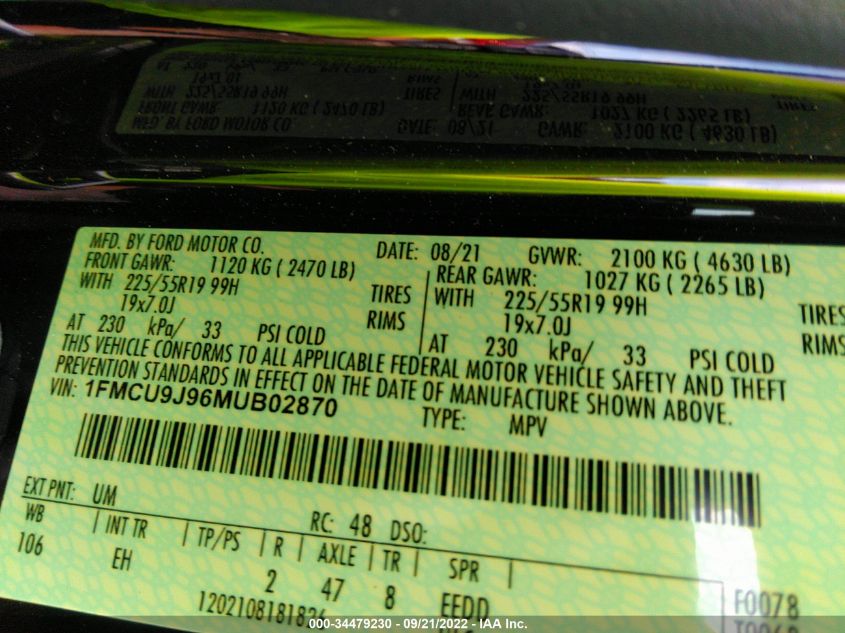 MFD. BY FORD MOTOR CO. DATE: 08/21 GVWR: 2100 KG ( 4630 LB)
FRONT GAWR: 1120 KG ( 2470 LB) REAR GAWR: 1027 KG ( 2265 LB)
WITH 225/55R19 99H TIRES WITH 225/55R19 99H TIRES
19x7.0J RIMS 19x7.0J RIMS
AT 230 kPa/ 33 PSI COLD AT 230 kPa/ 33 PSI COLD
THIS VEHICLE CONFORMS TO ALL APPLICABLE FEDERAL MOTOR VEHICLE SAFETY AND THEFT
PREVENTION STANDARDS IN EFFECT ON THE DATE OF MANUFACTURE SHOWN ABOVE.
VIN: 1FMCU9J96MUB02870 TYPE: MPV
EXT PNT: UM RC: 48 DSO:
WB INT TR TP/PS R AXLE TR SPR
106 EH 2 47 8 EEDD F0078
000-34479230 - 09/21/2022 - IAA Inc.